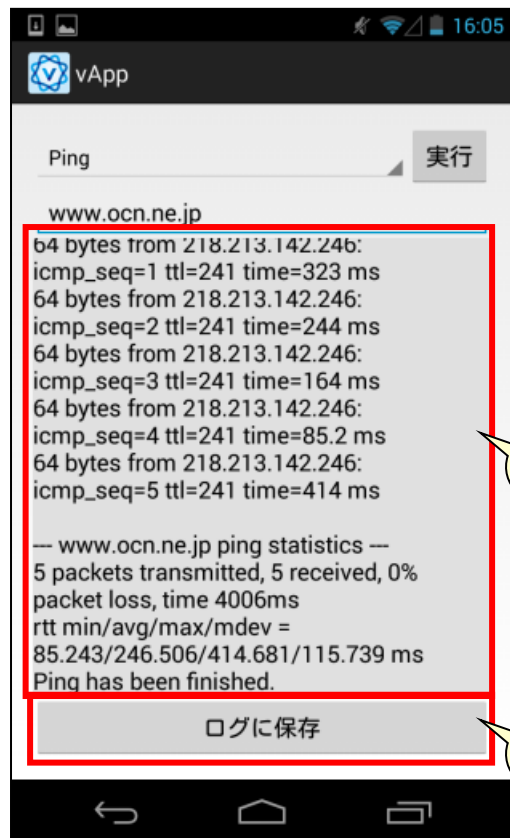 16:05
vApp
Ping
実行
www.ocn.ne.jp
64 bytes from 218.213.142.246:
icmp_seq=1 ttl=241 time=323 ms
64 bytes from 218.213.142.246:
icmp_seq=2 ttl=241 time=244 ms
64 bytes from 218.213.142.246:
icmp_seq=3 ttl=241 time=164 ms
64 bytes from 218.213.142.246:
icmp_seq=4 ttl=241 time=85.2 ms
64 bytes from 218.213.142.246:
icmp_seq=5 ttl=241 time=414 ms
--- www.ocn.ne.jp ping statistics ---
5 packets transmitted, 5 received, 0%
packet loss, time 4006ms
rtt min/avg/max/mdev =
85.243/246.506/414.681/115.739 ms
Ping has been finished.
ログに保存